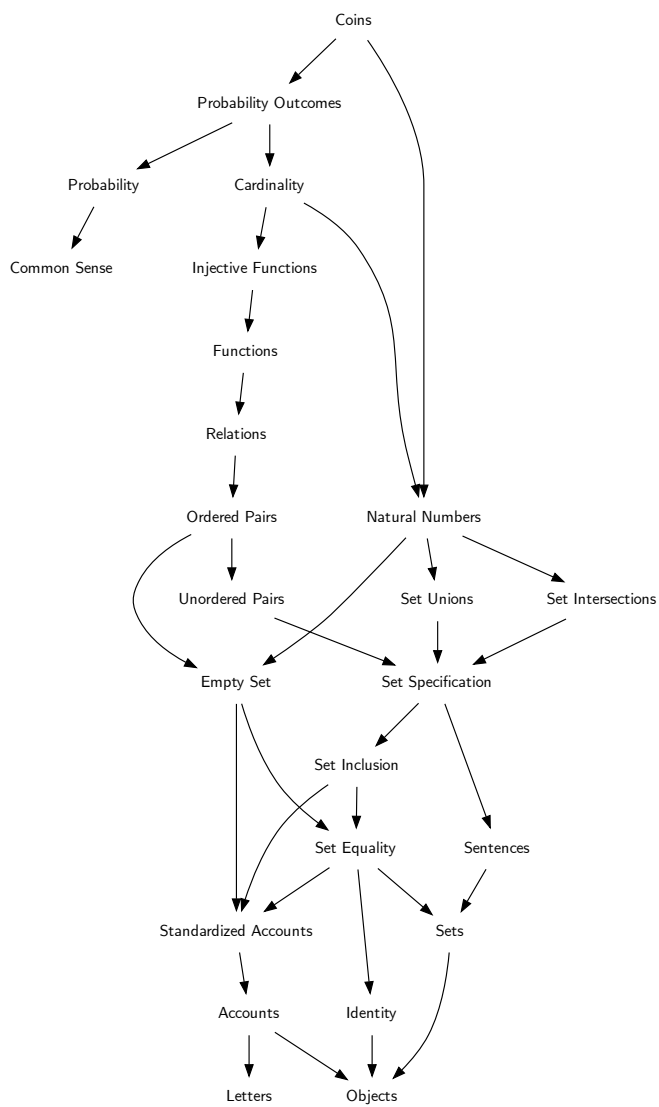 Coins
Probability Outcomes
Probability
Cardinality
Common Sense
Injective Functions
Functions
Relations
Ordered Pairs
Natural Numbers
Unordered Pairs
Set Unions
Set Intersections
Empty Set
Set Specification
Set Inclusion
Set Equality
Sentences
Standardized Accounts
Sets
Accounts
Identity
Letters
Objects